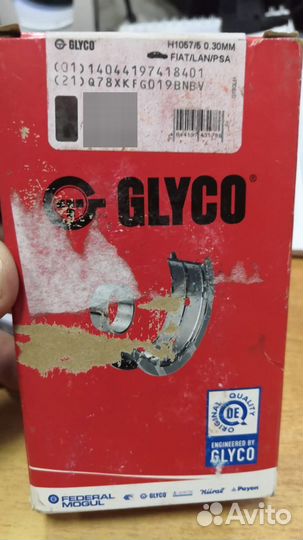 GLYCO
H1057/5 0.30MM
FIAT/LAN/PSA
(01)14044197418401
(21)Q78XKFGD19BNBV
GLYCO®
ORIGINAL QUALITY
OE
ENGINEERED BY
GLYCO
FEDERAL
MOGUL
GLYCO
Nüral
Payen
Avito